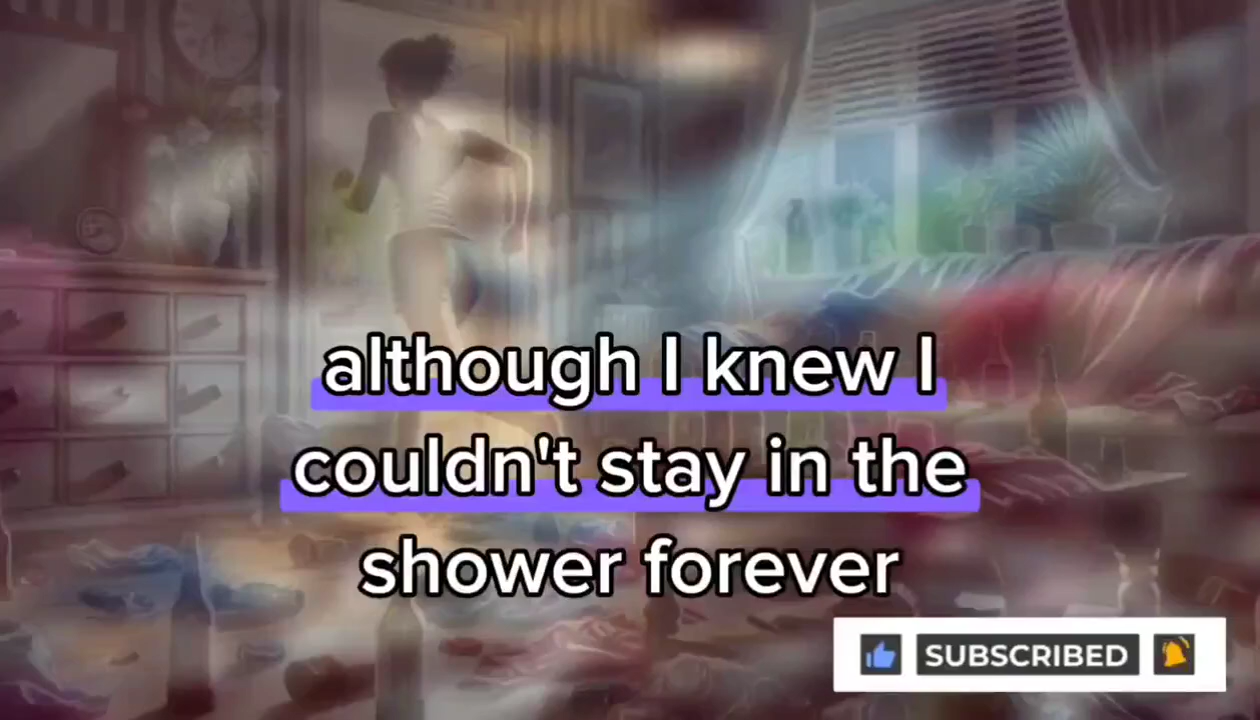 although I knew I
couldn't stay in the
shower forever
SUBSCRIBED